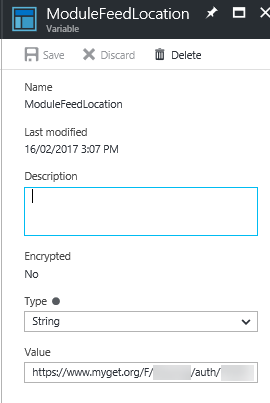 ModuleFeedLocation
Variable
Save Discard Delete
Name
ModuleFeedLocation
Last modified
16/02/2017 3:07 PM
Description
Encrypted
No
Type
String
Value
https://www.myget.org/F/ /auth/